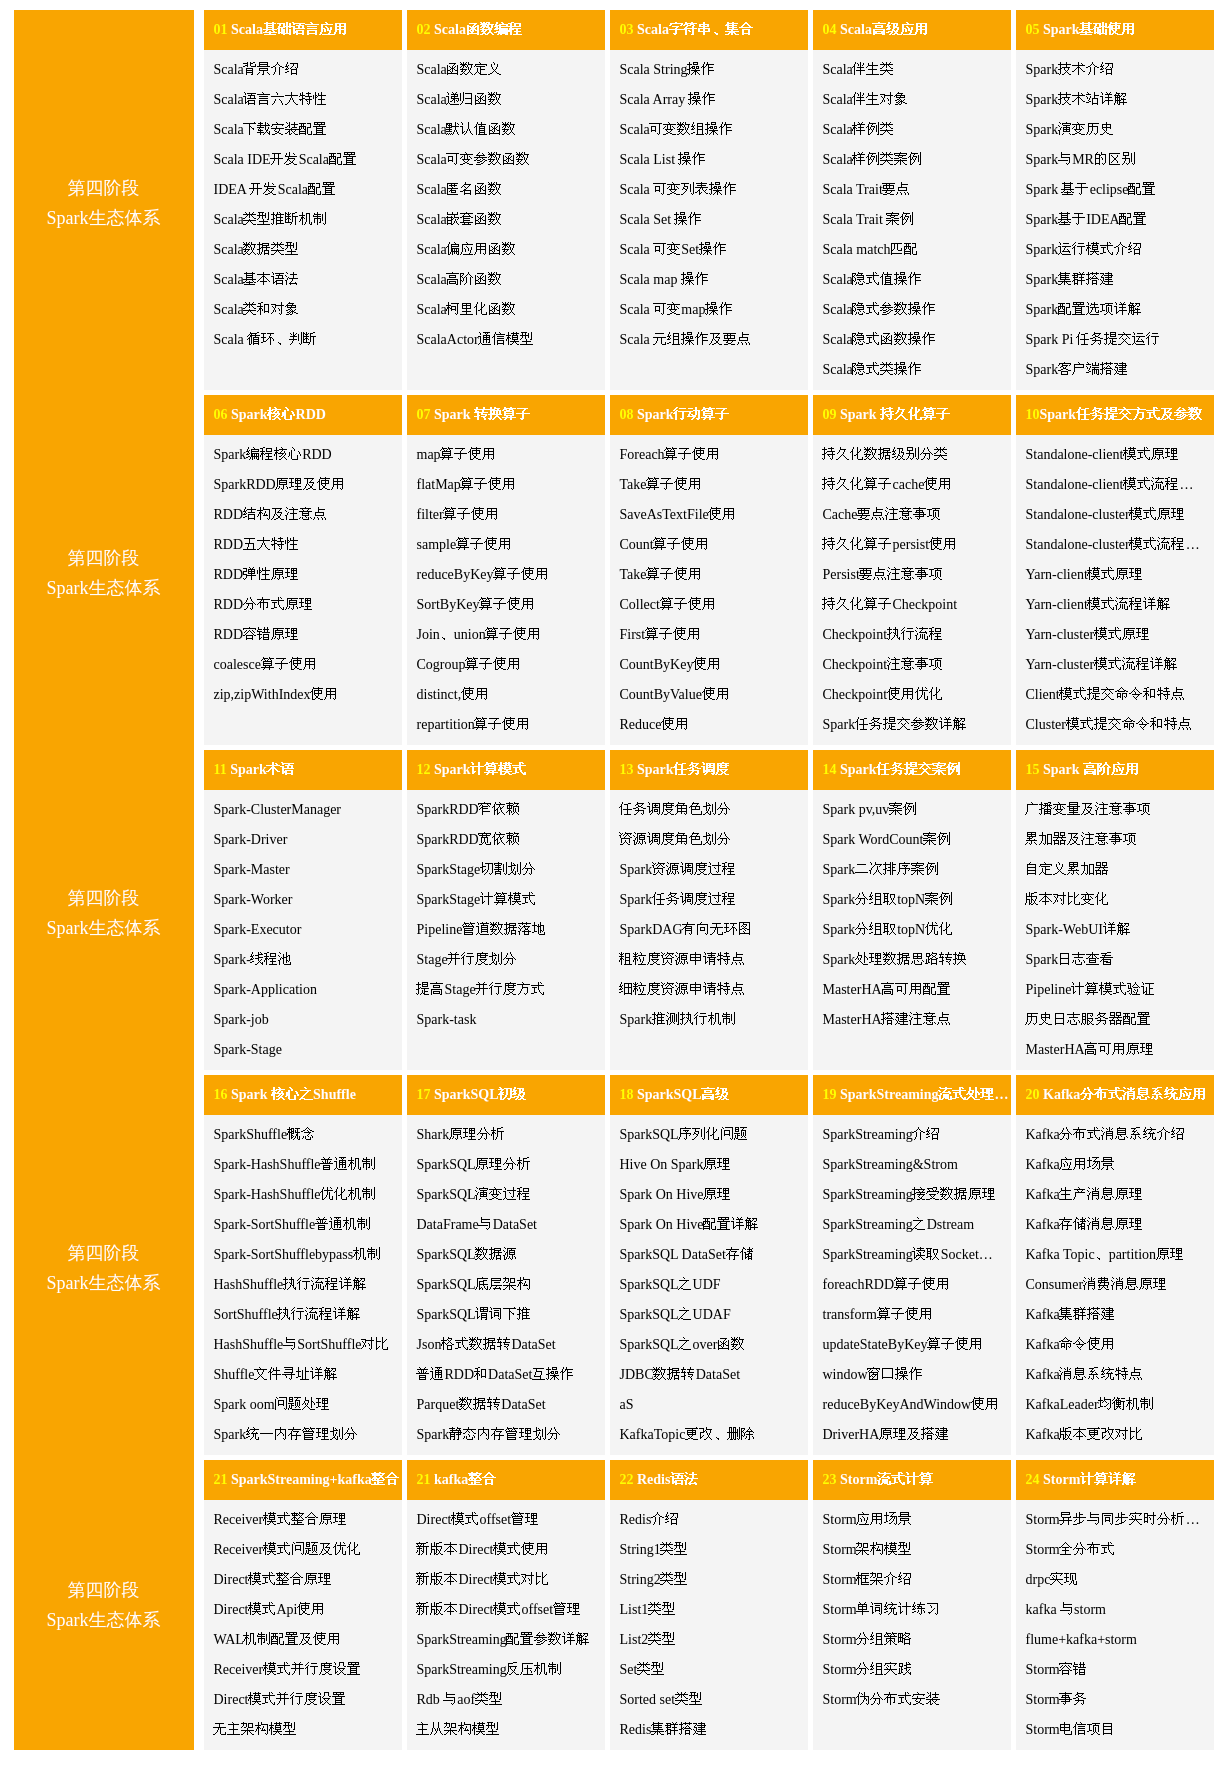 第四阶段
Spark生态体系
01 Scala基础语言应用
Scala背景介绍
Scala语言六大特性
Scala下载安装配置
Scala IDE开发Scala配置
IDEA 开发Scala配置
Scala类型推断机制
Scala数据类型
Scala基本语法
Scala类和对象
Scala 循环、判断
02 Scala函数编程
Scala函数定义
Scala递归函数
Scala默认值函数
Scala可变参数函数
Scala匿名函数
Scala嵌套函数
Scala偏应用函数
Scala高阶函数
Scala柯里化函数
ScalaActor通信模型
03 Scala字符串、集合
Scala String操作
Scala Array 操作
Scala可变数组操作
Scala List 操作
Scala 可变列表操作
Scala Set 操作
Scala 可变Set操作
Scala map 操作
Scala 可变map操作
Scala 元组操作及要点
04 Scala高级应用
Scala伴生类
Scala伴生对象
Scala样例类
Scala样例类案例
Scala Trait要点
Scala Trait 案例
Scala match匹配
Scala隐式值操作
Scala隐式参数操作
Scala隐式函数操作
Scala隐式类操作
05 Spark基础使用
Spark技术介绍
Spark技术站详解
Spark演变历史
Spark与MR的区别
Spark 基于eclipse配置
Spark基于IDEA配置
Spark运行模式介绍
Spark集群搭建
Spark配置选项详解
Spark Pi 任务提交运行
Spark客户端搭建
第四阶段
Spark生态体系
06 Spark核心RDD
Spark编程核心RDD
SparkRDD原理及使用
RDD结构及注意点
RDD五大特性
RDD弹性原理
RDD分布式原理
RDD容错原理
coalesce算子使用
zip,zipWithIndex使用
07 Spark 转换算子
map算子使用
flatMap算子使用
filter算子使用
sample算子使用
reduceByKey算子使用
SortByKey算子使用
Join、union算子使用
Cogroup算子使用
distinct,使用
repartition算子使用
08 Spark行动算子
Foreach算子使用
Take算子使用
SaveAsTextFile使用
Count算子使用
Take算子使用
Collect算子使用
First算子使用
CountByKey使用
CountByValue使用
Reduce使用
09 Spark 持久化算子
持久化数据级别分类
持久化算子cache使用
Cache要点注意事项
持久化算子persist使用
Persist要点注意事项
持久化算子Checkpoint
Checkpoint执行流程
Checkpoint注意事项
Checkpoint使用优化
Spark任务提交参数详解
10Spark任务提交方式及参数
Standalone-client模式原理
Standalone-client模式流程…
Standalone-cluster模式原理
Standalone-cluster模式流程…
Yarn-client模式原理
Yarn-client模式流程详解
Yarn-cluster模式原理
Yarn-cluster模式流程详解
Client模式提交命令和特点
Cluster模式提交命令和特点
第四阶段
Spark生态体系
11 Spark术语
Spark-ClusterManager
Spark-Driver
Spark-Master
Spark-Worker
Spark-Executor
Spark-线程池
Spark-Application
Spark-job
Spark-Stage
12 Spark计算模式
SparkRDD窄依赖
SparkRDD宽依赖
SparkStage切割划分
SparkStage计算模式
Pipeline管道数据落地
Stage并行度划分
提高Stage并行度方式
Spark-task
13 Spark任务调度
任务调度角色划分
资源调度角色划分
Spark资源调度过程
Spark任务调度过程
SparkDAG有向无环图
粗粒度资源申请特点
细粒度资源申请特点
Spark推测执行机制
14 Spark任务提交案例
Spark pv,uv案例
Spark WordCount案例
Spark二次排序案例
Spark分组取topN案例
Spark分组取topN优化
Spark处理数据思路转换
MasterHA高可用配置
MasterHA搭建注意点
15 Spark 高阶应用
广播变量及注意事项
累加器及注意事项
自定义累加器
版本对比变化
Spark-WebUI详解
Spark日志查看
Pipeline计算模式验证
历史日志服务器配置
MasterHA高可用原理
第四阶段
Spark生态体系
16 Spark 核心之Shuffle
SparkShuffle概念
Spark-HashShuffle普通机制
Spark-HashShuffle优化机制
Spark-SortShuffle普通机制
Spark-SortShufflebypass机制
HashShuffle执行流程详解
SortShuffle执行流程详解
HashShuffle与SortShuffle对比
Shuffle文件寻址详解
Spark oom问题处理
Spark统一内存管理划分
17 SparkSQL初级
Shark原理分析
SparkSQL原理分析
SparkSQL演变过程
DataFrame与DataSet
SparkSQL数据源
SparkSQL底层架构
SparkSQL谓词下推
Json格式数据转DataSet
普通RDD和DataSet互操作
Parquet数据转DataSet
Spark静态内存管理划分
18 SparkSQL高级
SparkSQL序列化问题
Hive On Spark原理
Spark On Hive原理
Spark On Hive配置详解
SparkSQL DataSet存储
SparkSQL之UDF
SparkSQL之UDAF
SparkSQL之over函数
JDBC数据转DataSet
aS
KafkaTopic更改、删除
19 SparkStreaming流式处理…
SparkStreaming介绍
SparkStreaming&Strom
SparkStreaming接受数据原理
SparkStreaming之Dstream
SparkStreaming读取Socket…
foreachRDD算子使用
transform算子使用
updateStateByKey算子使用
window窗口操作
reduceByKeyAndWindow使用
DriverHA原理及搭建
20 Kafka分布式消息系统应用
Kafka分布式消息系统介绍
Kafka应用场景
Kafka生产消息原理
Kafka存储消息原理
Kafka Topic、partition原理
Consumer消费消息原理
Kafka集群搭建
Kafka命令使用
Kafka消息系统特点
KafkaLeader均衡机制
Kafka版本更改对比
第四阶段
Spark生态体系
21 SparkStreaming+kafka整合
Receiver模式整合原理
Receiver模式问题及优化
Direct模式整合原理
Direct模式Api使用
WAL机制配置及使用
Receiver模式并行度设置
Direct模式并行度设置
无主架构模型
21 kafka整合
Direct模式offset管理
新版本Direct模式使用
新版本Direct模式对比
新版本Direct模式offset管理
SparkStreaming配置参数详解
SparkStreaming反压机制
Rdb 与aof类型
主从架构模型
22 Redis语法
Redis介绍
String1类型
String2类型
List1类型
List2类型
Set类型
Sorted set类型
Redis集群搭建
23 Storm流式计算
Storm应用场景
Storm架构模型
Storm框架介绍
Storm单词统计练习
Storm分组策略
Storm分组实践
Storm伪分布式安装
24 Storm计算详解
Storm异步与同步实时分析…
Storm全分布式
drpc实现
kafka 与storm
flume+kafka+storm
Storm容错
Storm事务
Storm电信项目